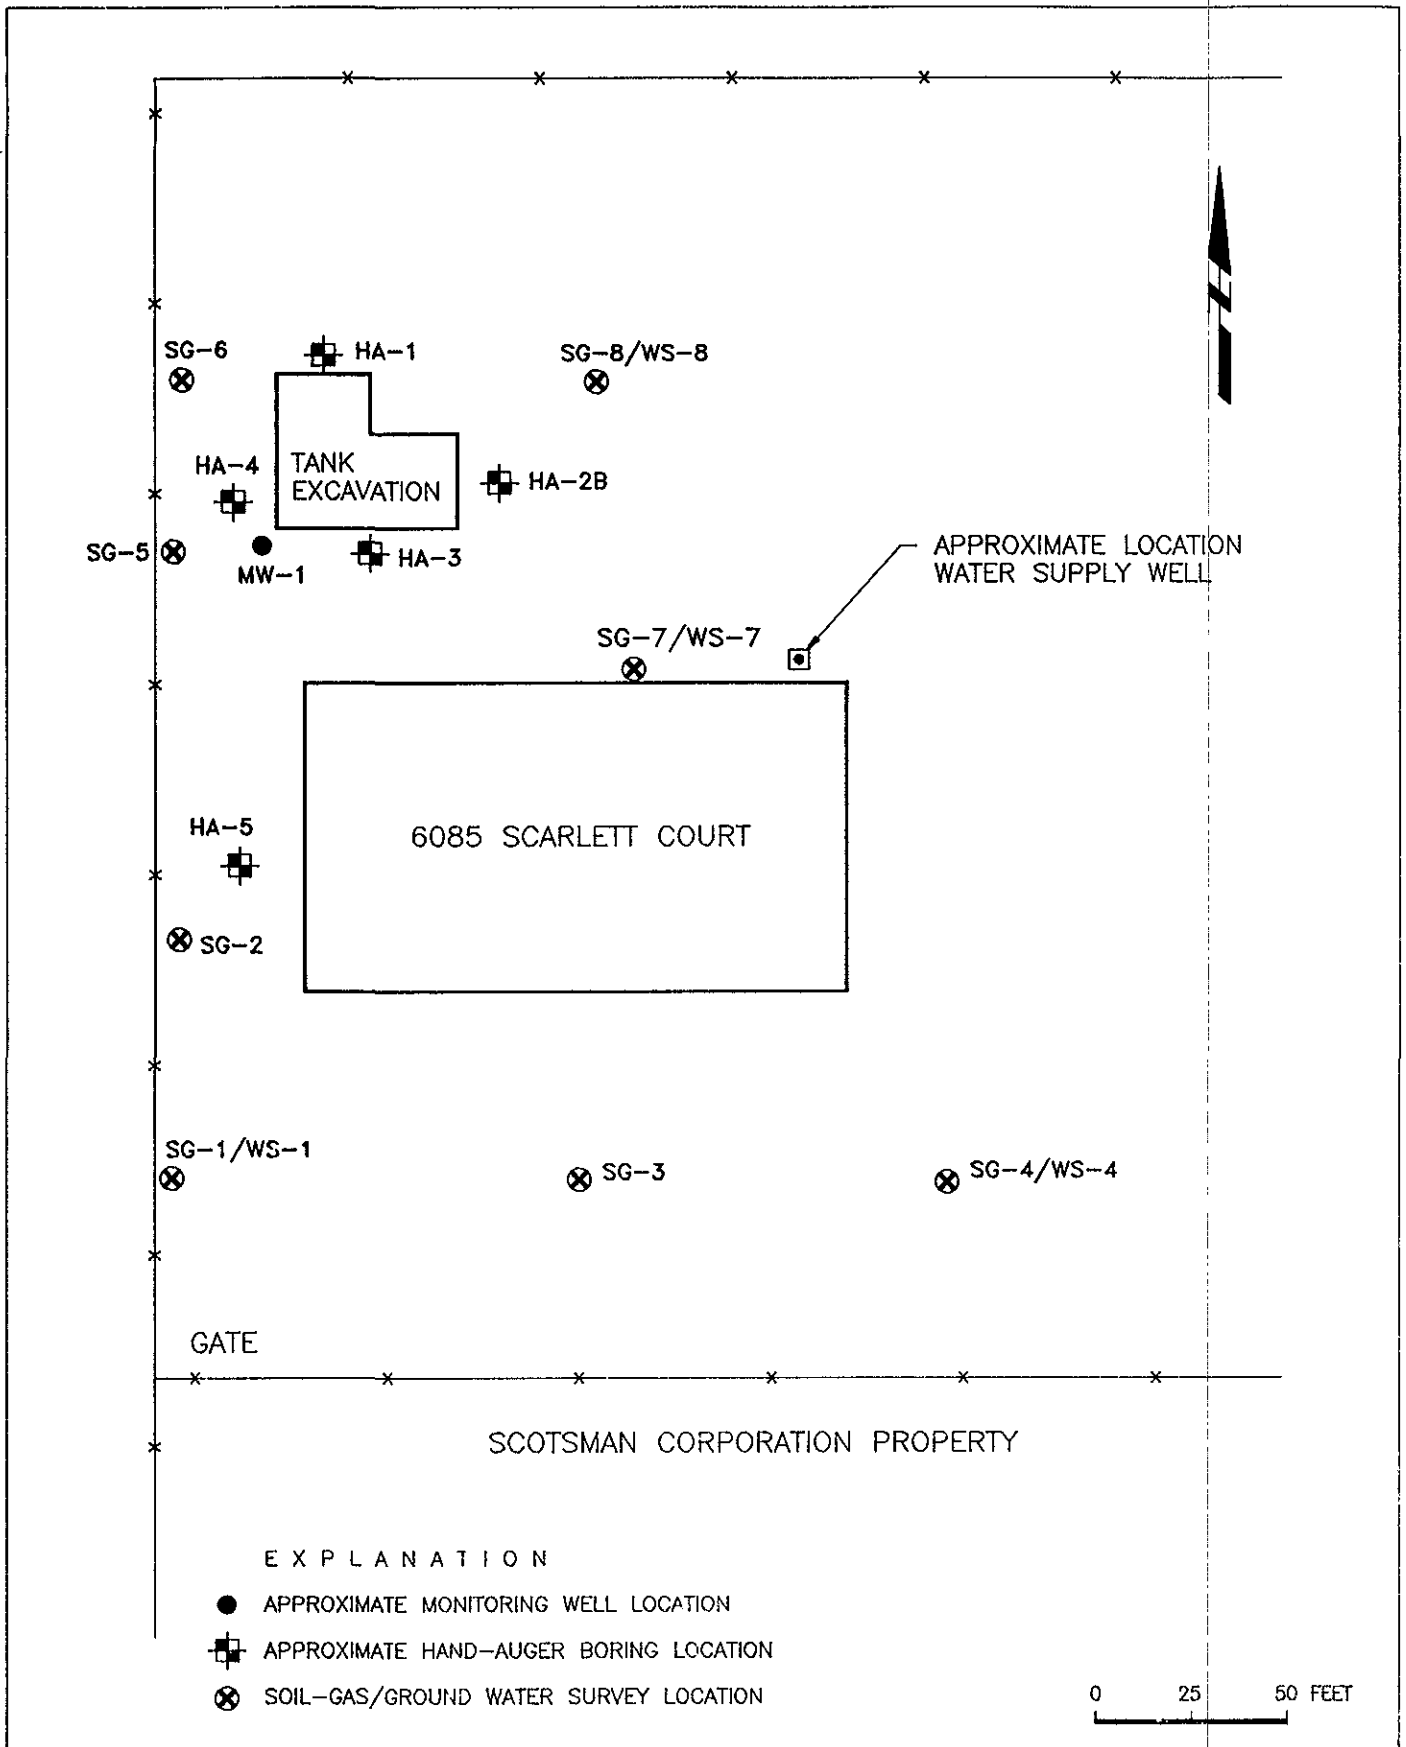 SG-6
HA-1
SG-8/WS-8
HA-4
TANK
EXCAVATION
HA-2B
SG-5
MW-1
HA-3
APPROXIMATE LOCATION
WATER SUPPLY WELL
SG-7/WS-7
6085 SCARLETT COURT
HA-5
SG-2
SG-1/WS-1
SG-3
SG-4/WS-4
GATE
SCOTSMAN CORPORATION PROPERTY
EXPLANATION
APPROXIMATE MONITORING WELL LOCATION
APPROXIMATE HAND-AUGER BORING LOCATION
SOIL-GAS/GROUND WATER SURVEY LOCATION
0 25 50 FEET